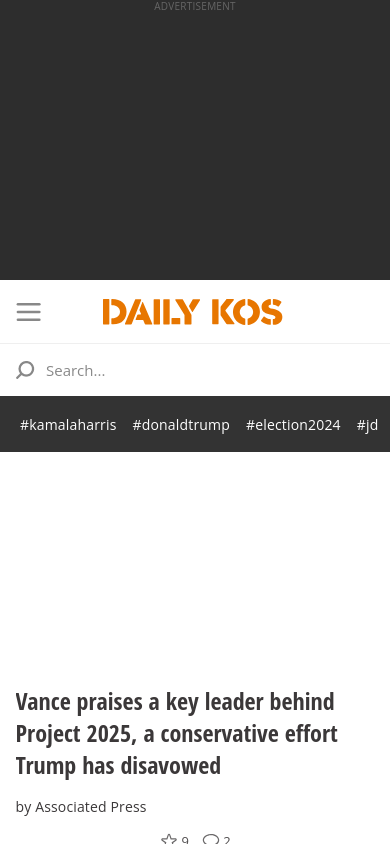 ADVERTISEMENT
DAILY KOS
Search...
#kamalaharris #donaldtrump #election2024 #jd
Vance praises a key leader behind
Project 2025, a conservative effort
Trump has disavowed
by Associated Press
9 2